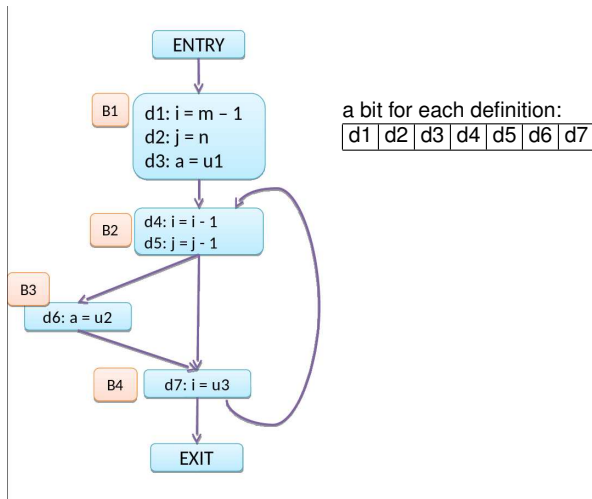 ENTRY
B1
d1: i = m – 1
d2: j = n
d3: a = u1
a bit for each definition:
d1 d2 d3 d4 d5 d6 d7
B2
d4: i = i - 1
d5: j = j - 1
B3
d6: a = u2
B4
d7: i = u3
EXIT